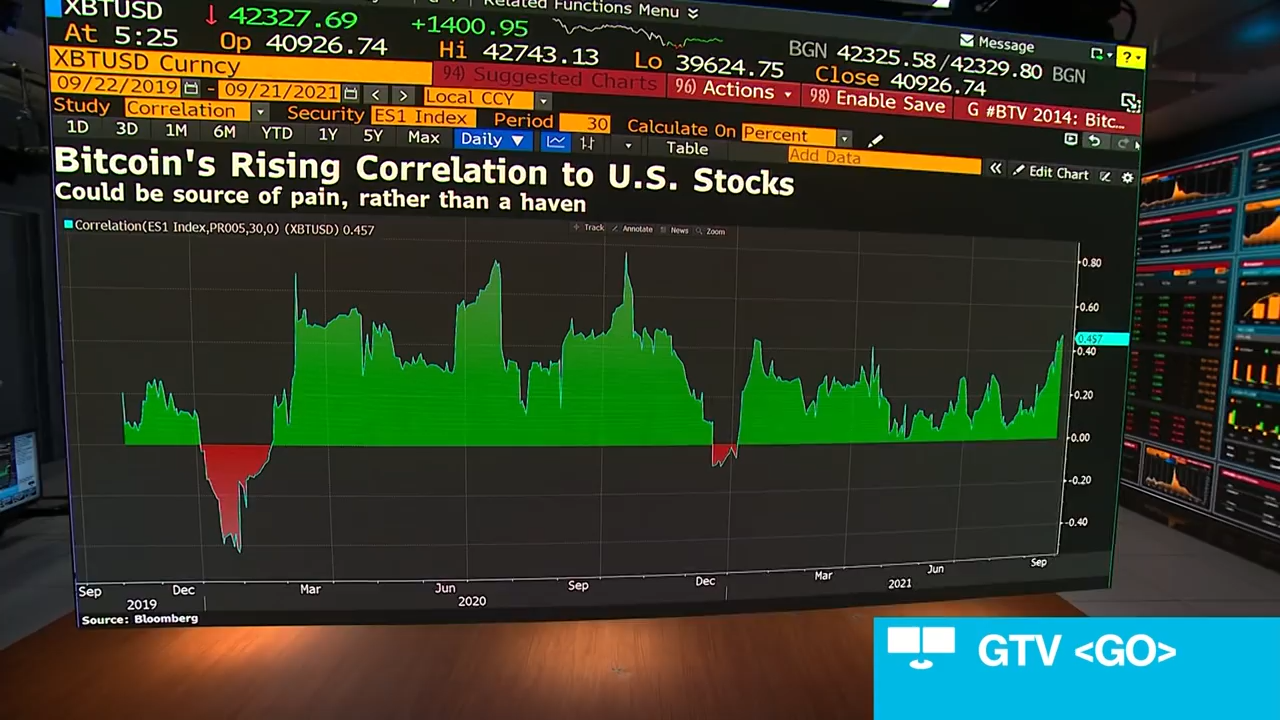 Related Functions Menu
XBTUSD ↓ 42327.69 +1400.95 BGN 42325.58/42329.80 BGN
At 5:25 Op 40926.74 Hi 42743.13 Lo 39624.75 Close 40926.74
Message
?
XBTUSD Curncy 94) Suggested Charts 96) Actions 98) Enable Save G #BTV 2014: Bitc...
09/22/2019 - 09/21/2021 < > Local CCY
Study Correlation Security ES1 Index Period 30 Calculate On Percent
1D 3D 1M 6M YTD 1Y 5Y Max Daily ▼ Table Add Data « Edit Chart
Bitcoin's Rising Correlation to U.S. Stocks
Could be source of pain, rather than a haven
Correlation(ES1 Index,PR005,30,0) (XBTUSD) 0.457
Track Annotate News Zoom
0.80
0.60
0.457
0.40
0.20
0.00
-0.20
-0.40
Sep Dec Mar Jun Sep Dec Mar Jun Sep
2019 2020 2021
Source: Bloomberg
GTV <GO>